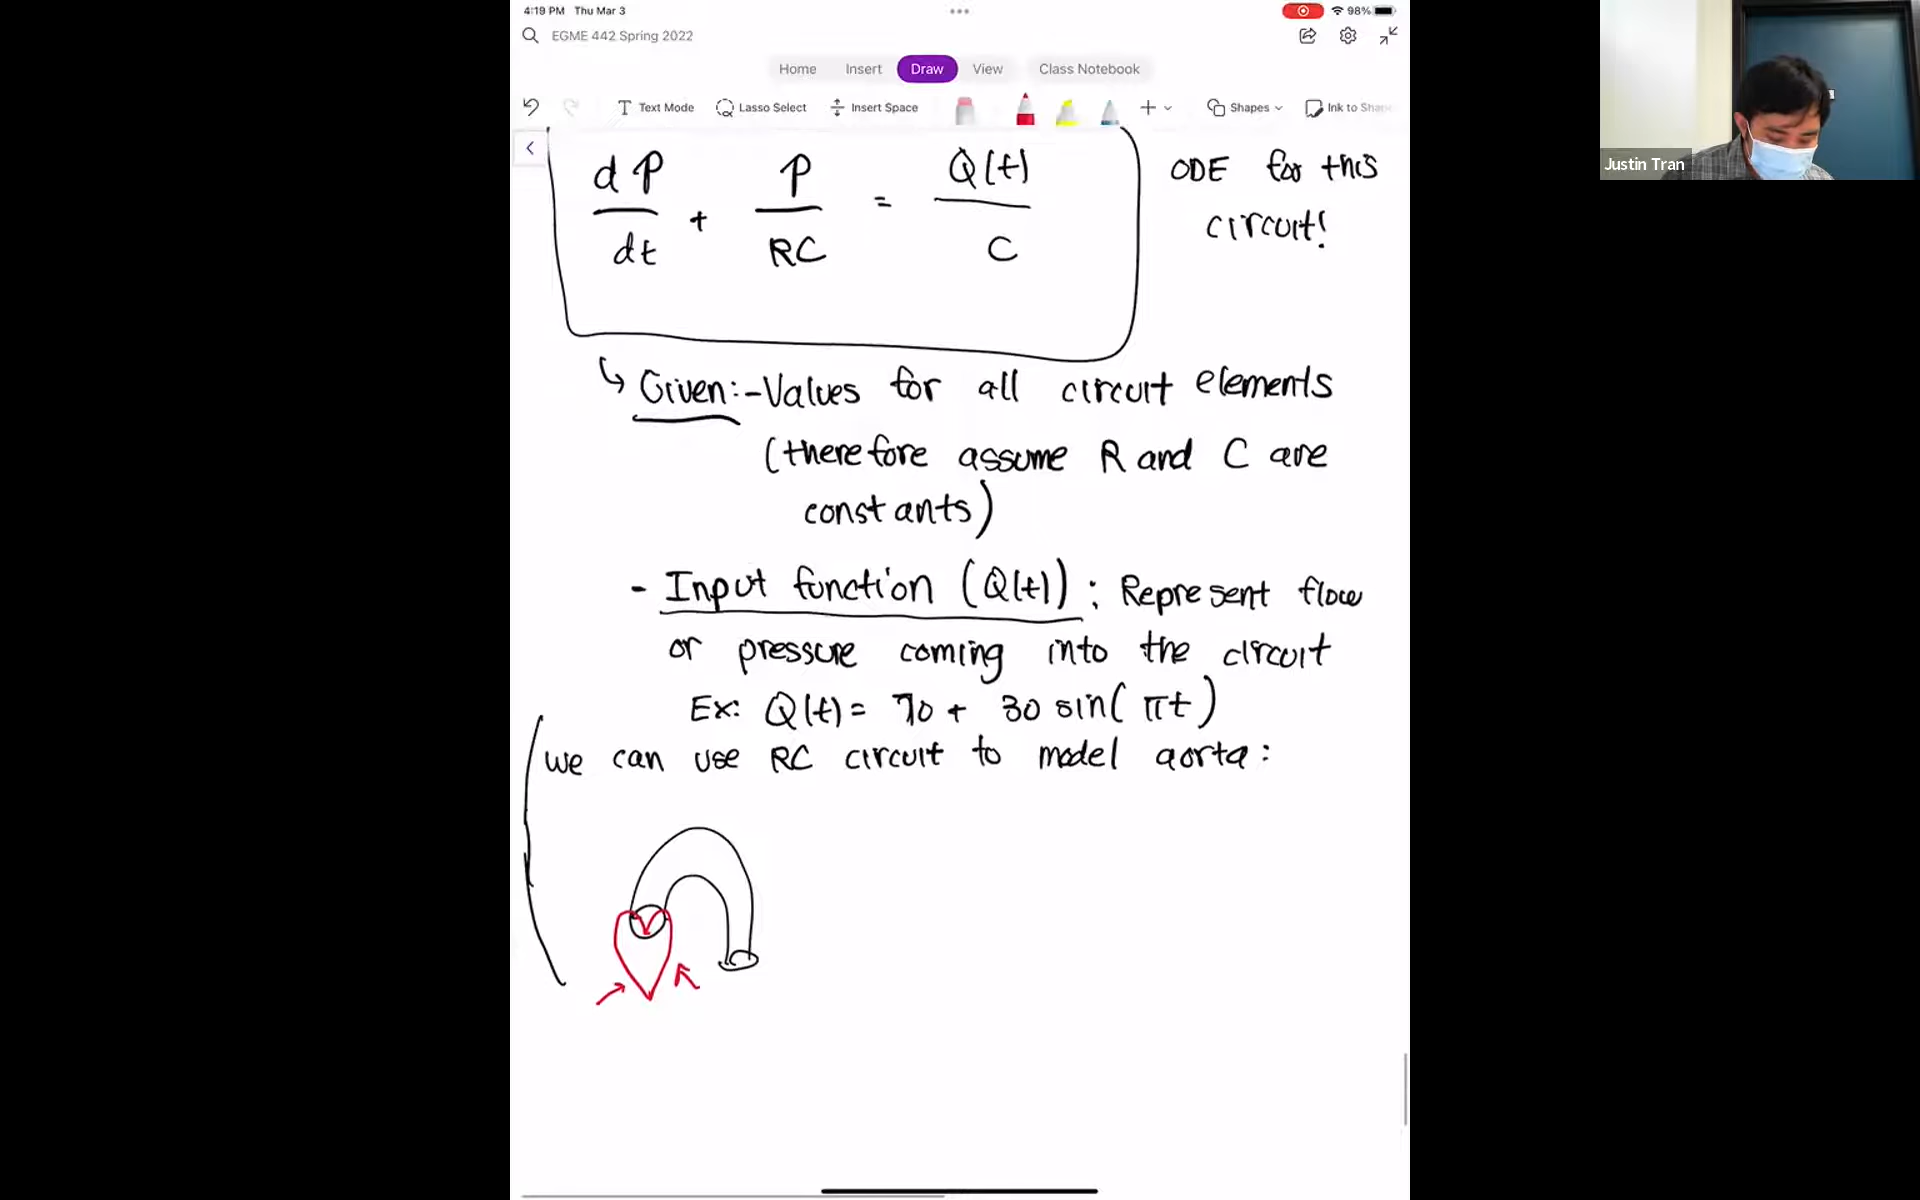 4:19 PM Thu Mar 3
98%
EGME 442 Spring 2022
Home Insert Draw View Class Notebook
Text Mode Lasso Select Insert Space Shapes Ink to Shape
dP/dt + P/RC = Q(t)/C
ODE for this
circuit!
Given: - Values for all circuit elements
(therefore assume R and C are
constants)
- Input function (Q(t)) : Represent flow
or pressure coming into the circuit
Ex: Q(t) = 70 + 30 sin(πt)
we can use RC circuit to model aorta:
Justin Tran